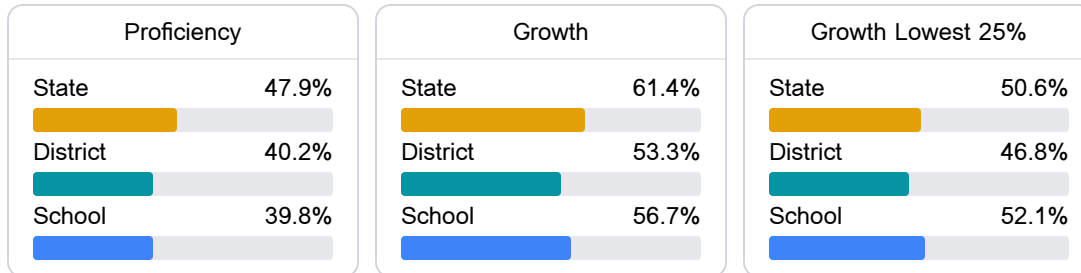 Proficiency
State 47.9%
District 40.2%
School 39.8%
Growth
State 61.4%
District 53.3%
School 56.7%
Growth Lowest 25%
State 50.6%
District 46.8%
School 52.1%